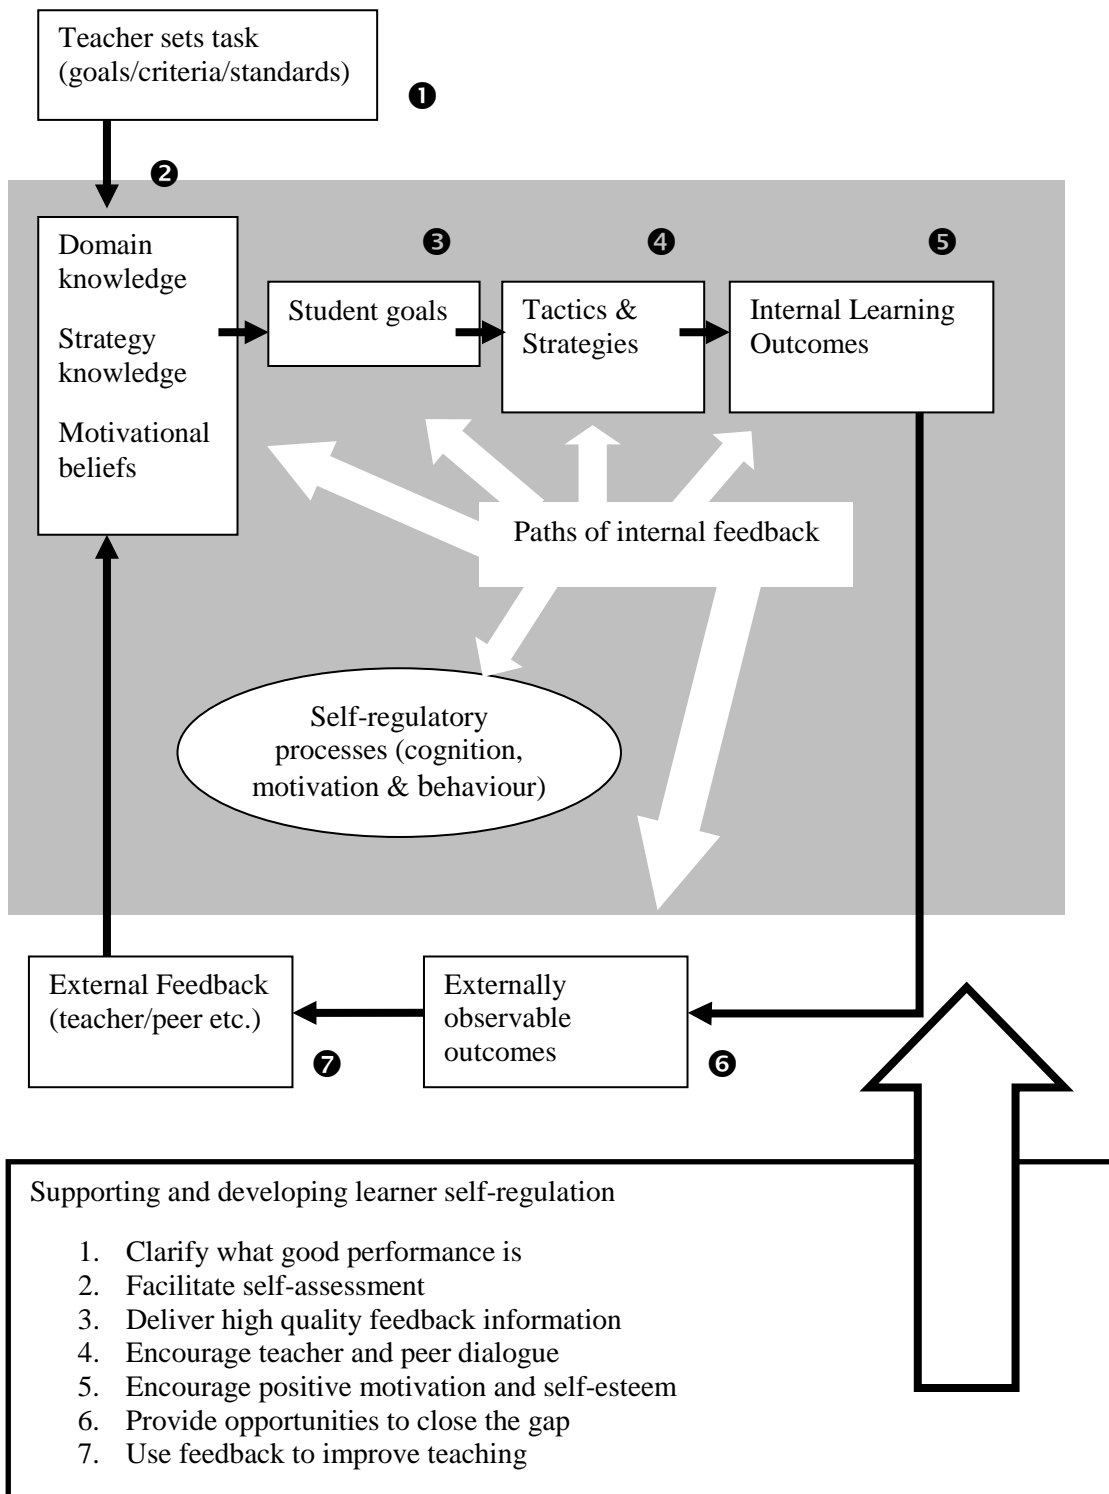 Teacher sets task
(goals/criteria/standards)
❶
❷
Domain
knowledge
Strategy
knowledge
Motivational
beliefs
❸
Student goals
❹
Tactics &
Strategies
❺
Internal Learning
Outcomes
Paths of internal feedback
Self-regulatory
processes (cognition,
motivation & behaviour)
External Feedback
(teacher/peer etc.)
❼
Externally
observable
outcomes
❻
Supporting and developing learner self-regulation
1. Clarify what good performance is
2. Facilitate self-assessment
3. Deliver high quality feedback information
4. Encourage teacher and peer dialogue
5. Encourage positive motivation and self-esteem
6. Provide opportunities to close the gap
7. Use feedback to improve teaching